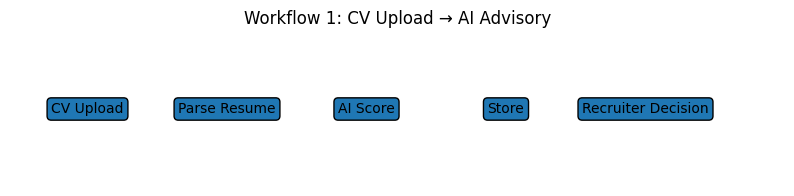 Workflow 1: CV Upload → AI Advisory
CV Upload Parse Resume AI Score Store Recruiter Decision